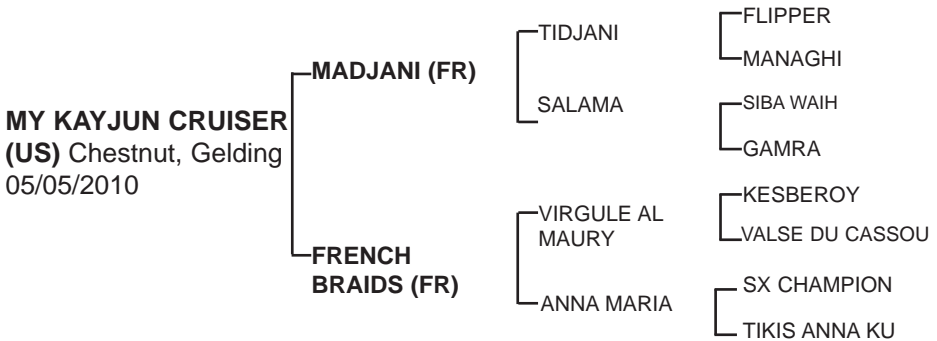 MY KAYJUN CRUISER
(US) Chestnut, Gelding
05/05/2010
MADJANI (FR)
FRENCH
BRAIDS (FR)
TIDJANI
SALAMA
VIRGULE AL
MAURY
ANNA MARIA
FLIPPER
MANAGHI
SIBA WAIH
GAMRA
KESBEROY
VALSE DU CASSOU
SX CHAMPION
TIKIS ANNA KU